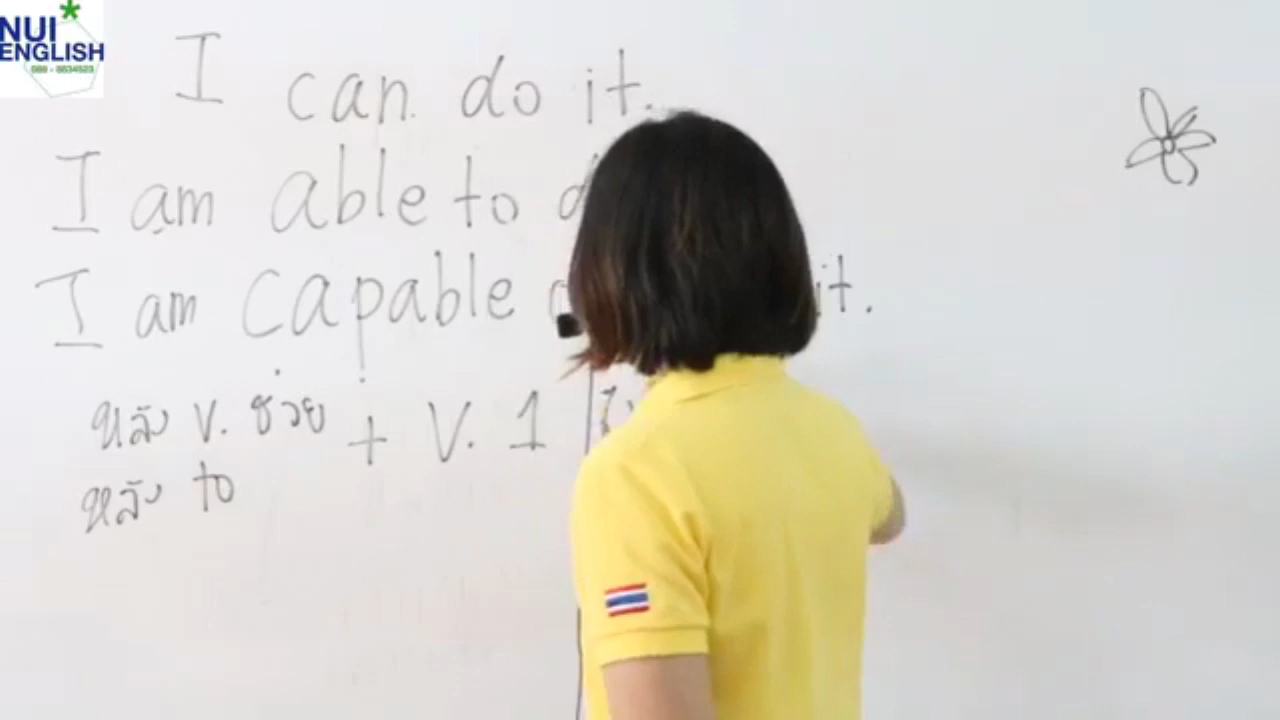 NUI
ENGLISH
I can do it.
I am able to
I am capable it.
หลัง V. ช่วย + V. 1
หลัง to